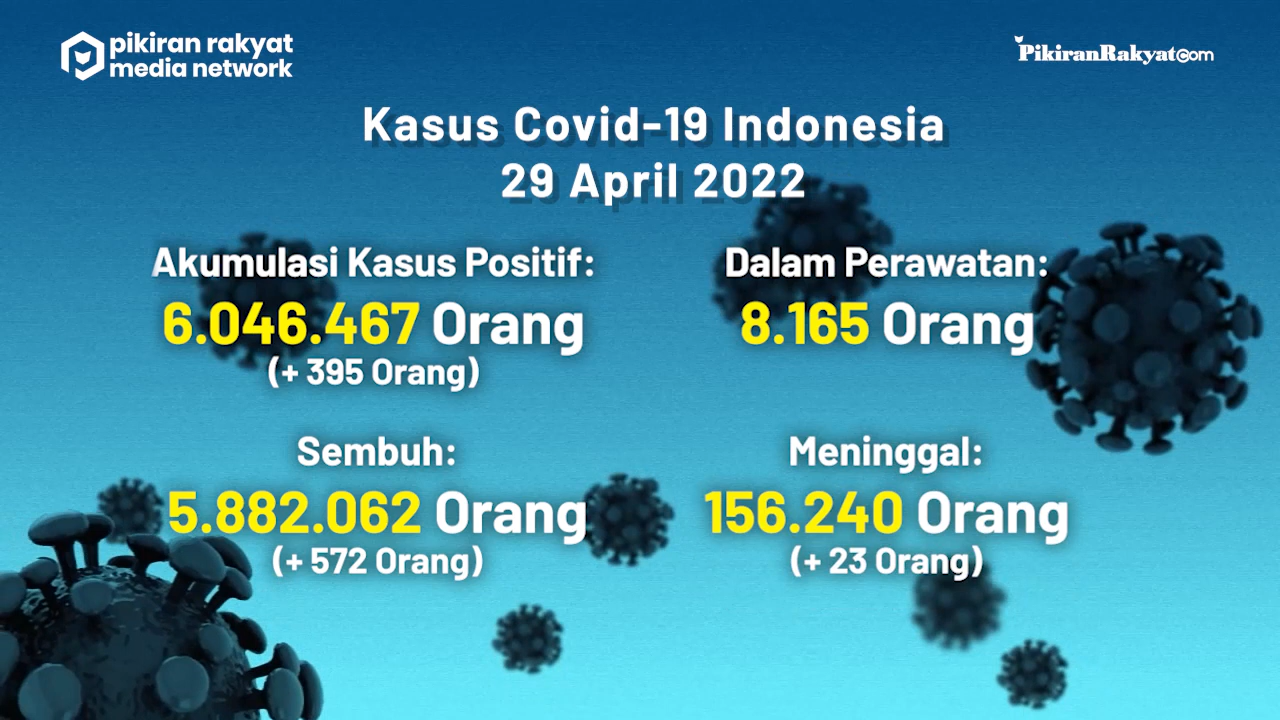 pikiran rakyat
media network
PikiranRakyatcom
Kasus Covid-19 Indonesia
29 April 2022
Akumulasi Kasus Positif:
6.046.467 Orang
(+ 395 Orang)
Dalam Perawatan:
8.165 Orang
Sembuh:
5.882.062 Orang
(+ 572 Orang)
Meninggal:
156.240 Orang
(+ 23 Orang)